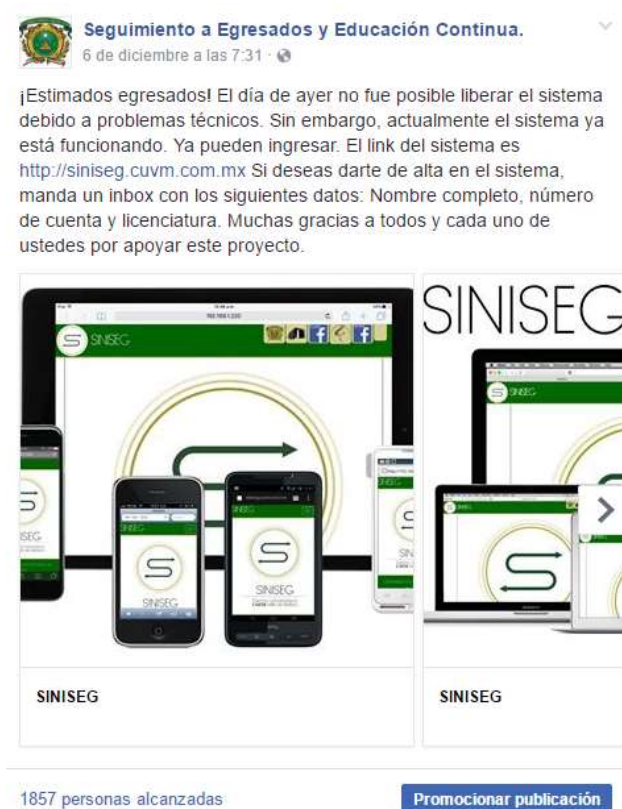 Seguimiento a Egresados y Educación Continua.
6 de diciembre a las 7:31 ·
¡Estimados egresados! El día de ayer no fue posible liberar el sistema
debido a problemas técnicos. Sin embargo, actualmente el sistema ya
está funcionando. Ya pueden ingresar. El link del sistema es
http://siniseg.cuvm.com.mx Si deseas darte de alta en el sistema,
manda un inbox con los siguientes datos: Nombre completo, número
de cuenta y licenciatura. Muchas gracias a todos y cada uno de
ustedes por apoyar este proyecto.
SINISEG
SINISEG
SINISEG
SINISEG
SINISEG
SINISEG
SINISEG
SINISEG
SINISEG
1857 personas alcanzadas
Promocionar publicación